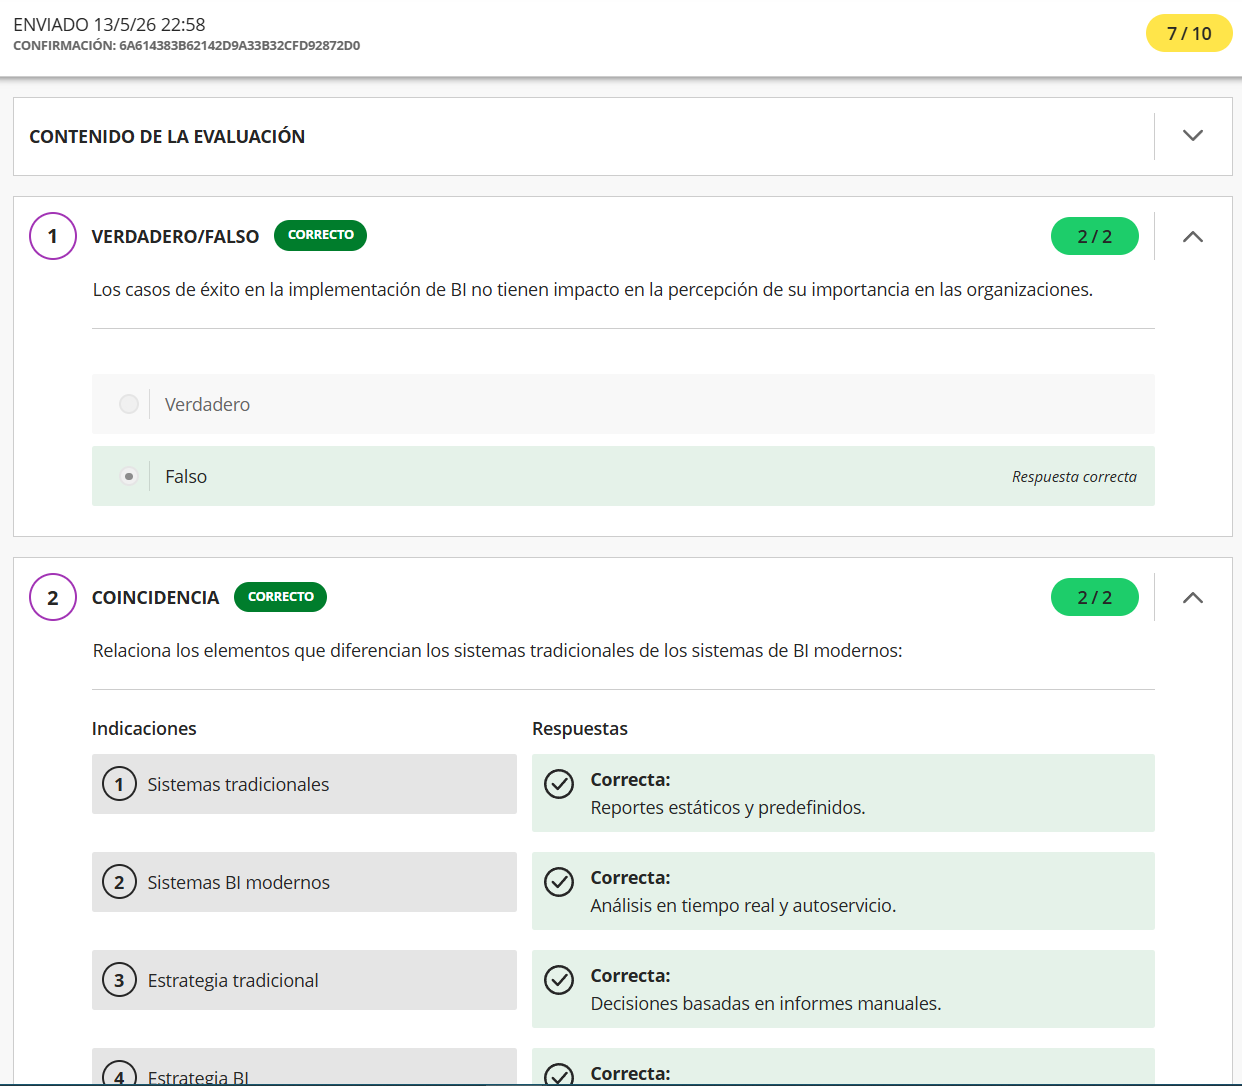 ENVIADO 13/5/26 22:58
CONFIRMACIÓN: 6A614383B62142D9A33B32CFD92872D0
7 / 10
CONTENIDO DE LA EVALUACIÓN
1 VERDADERO/FALSO CORRECTO 2 / 2
Los casos de éxito en la implementación de BI no tienen impacto en la percepción de su importancia en las organizaciones.
Verdadero
Falso Respuesta correcta
2 COINCIDENCIA CORRECTO 2 / 2
Relaciona los elementos que diferencian los sistemas tradicionales de los sistemas de BI modernos:
Indicaciones Respuestas
1 Sistemas tradicionales
Correcta:
Reportes estáticos y predefinidos.
2 Sistemas BI modernos
Correcta:
Análisis en tiempo real y autoservicio.
3 Estrategia tradicional
Correcta:
Decisiones basadas en informes manuales.
4 Estrategia BI
Correcta: